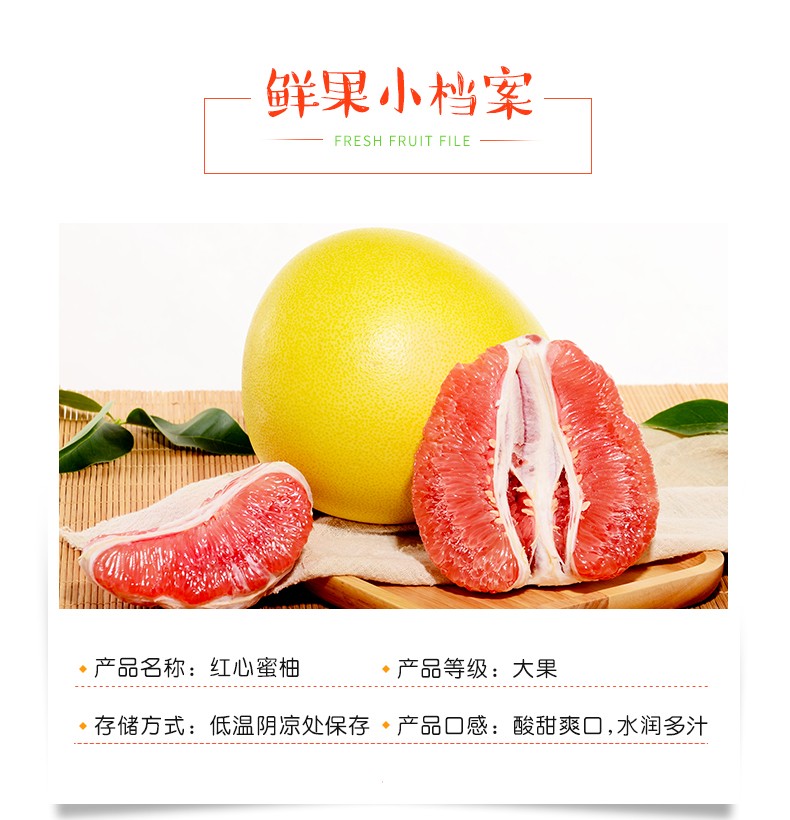 鲜果小档案
FRESH FRUIT FILE
产品名称：红心蜜柚
产品等级：大果
存储方式：低温阴凉处保存
产品口感：酸甜爽口,水润多汁